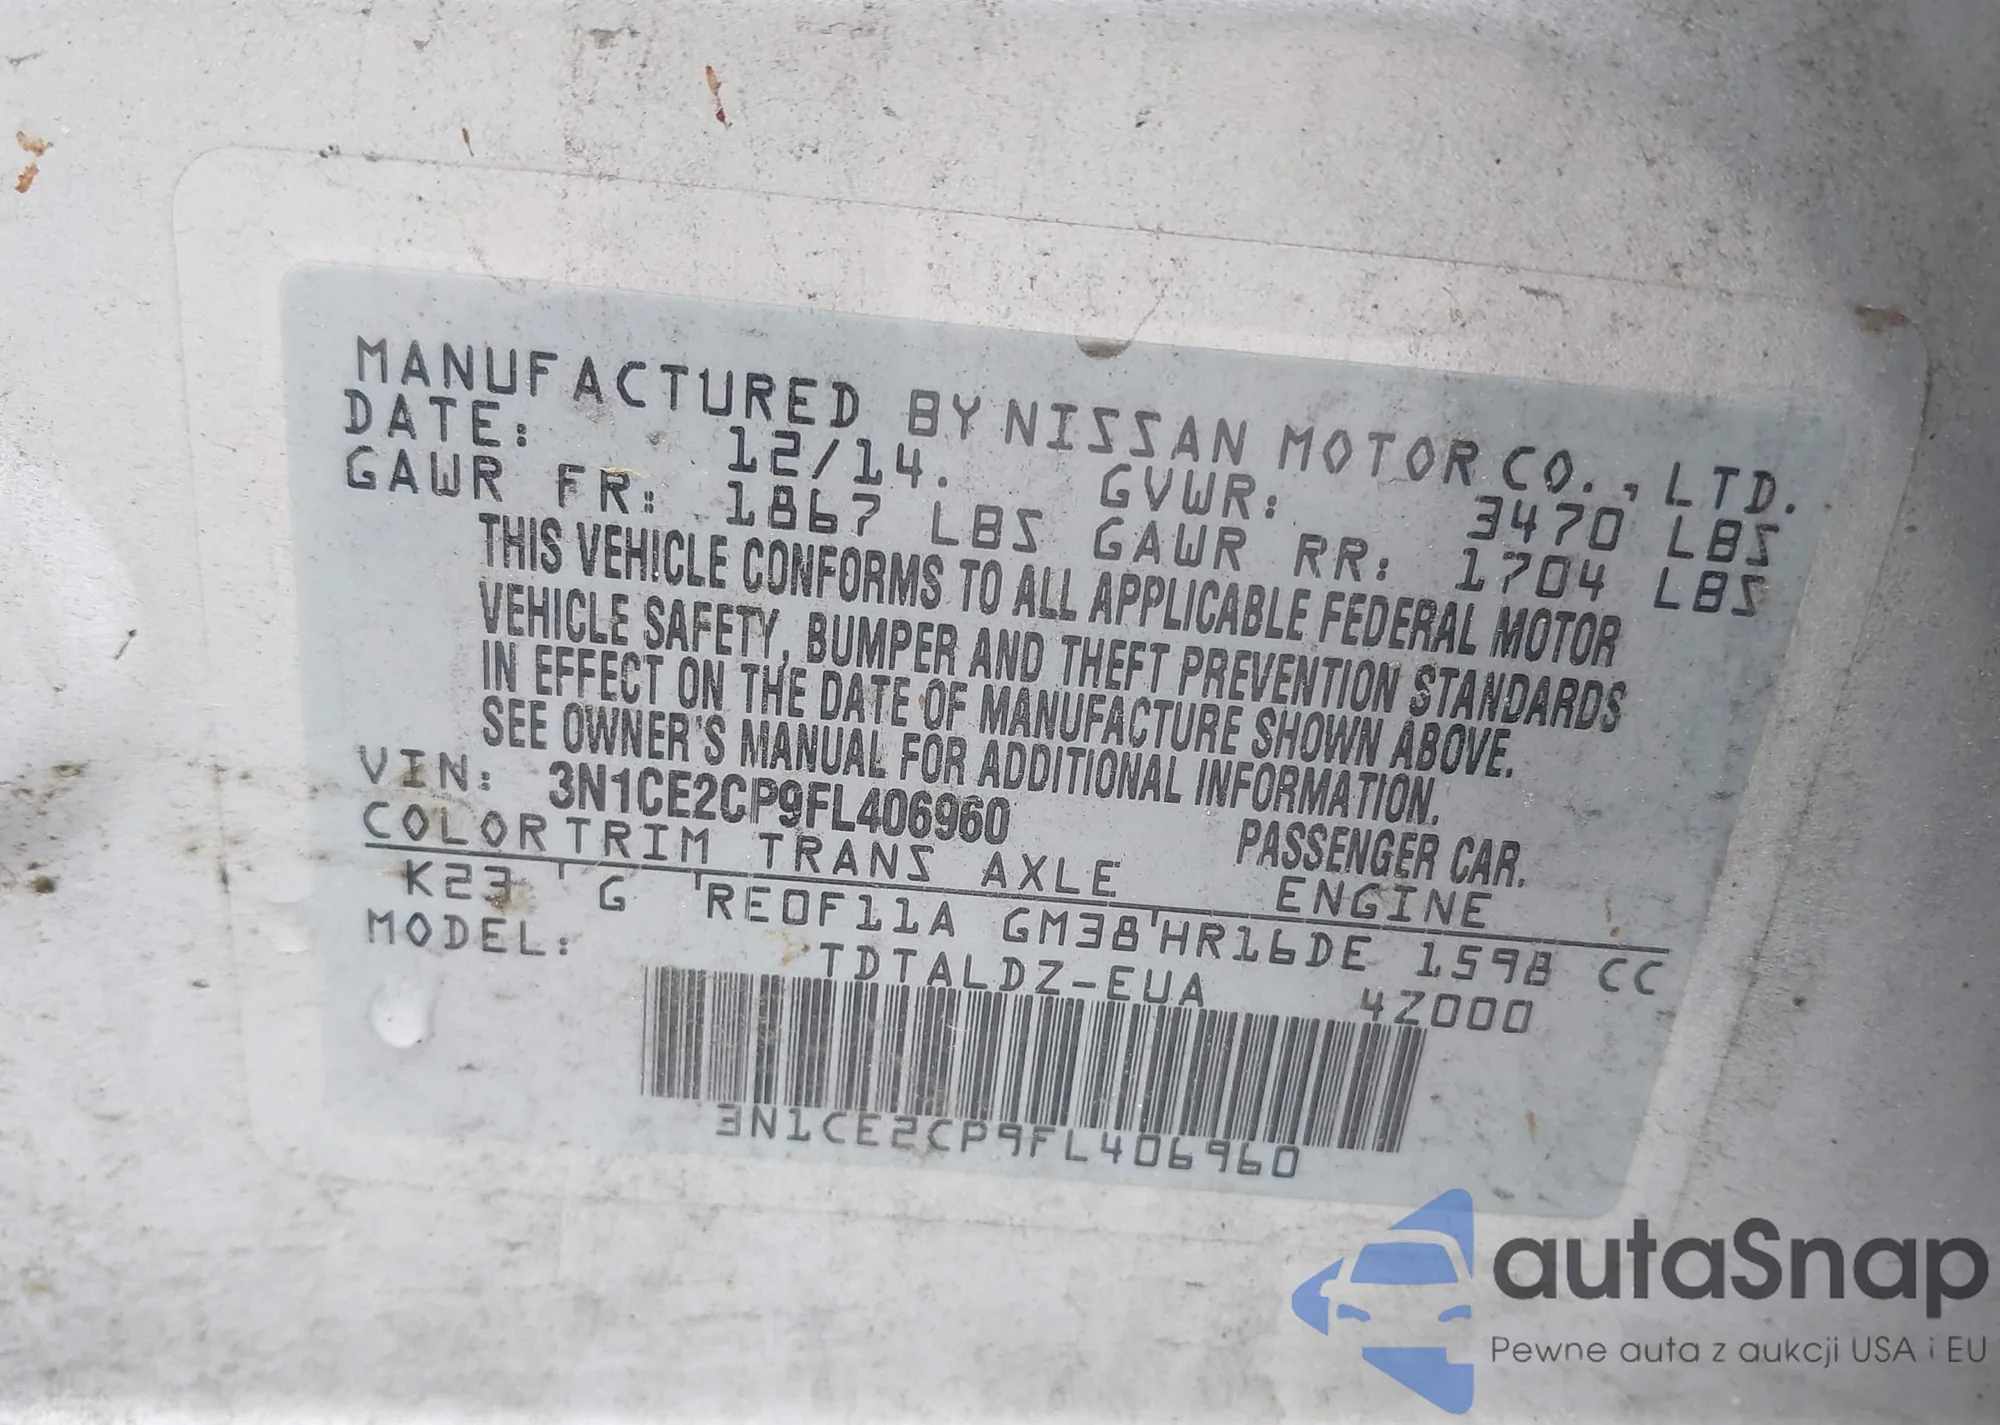 MANUFACTURED BY NISSAN MOTOR CO., LTD.
DATE: 12/14. GVWR: 3470 LBS
GAWR FR: 1867 LBS GAWR RR: 1704 LBS
THIS VEHICLE CONFORMS TO ALL APPLICABLE FEDERAL MOTOR
VEHICLE SAFETY, BUMPER AND THEFT PREVENTION STANDARDS
IN EFFECT ON THE DATE OF MANUFACTURE SHOWN ABOVE.
SEE OWNER'S MANUAL FOR ADDITIONAL INFORMATION.
VIN: 3N1CE2CP9FL406960 PASSENGER CAR.
COLOR TRIM TRANS AXLE ENGINE
K23 ' G ' RE0F11A GM38 ' HR16DE 1598 CC
MODEL: TDTALDZ-EUA 4Z000
3N1CE2CP9FL406960
autaSnap
Pewne auta z aukcji USA i EU